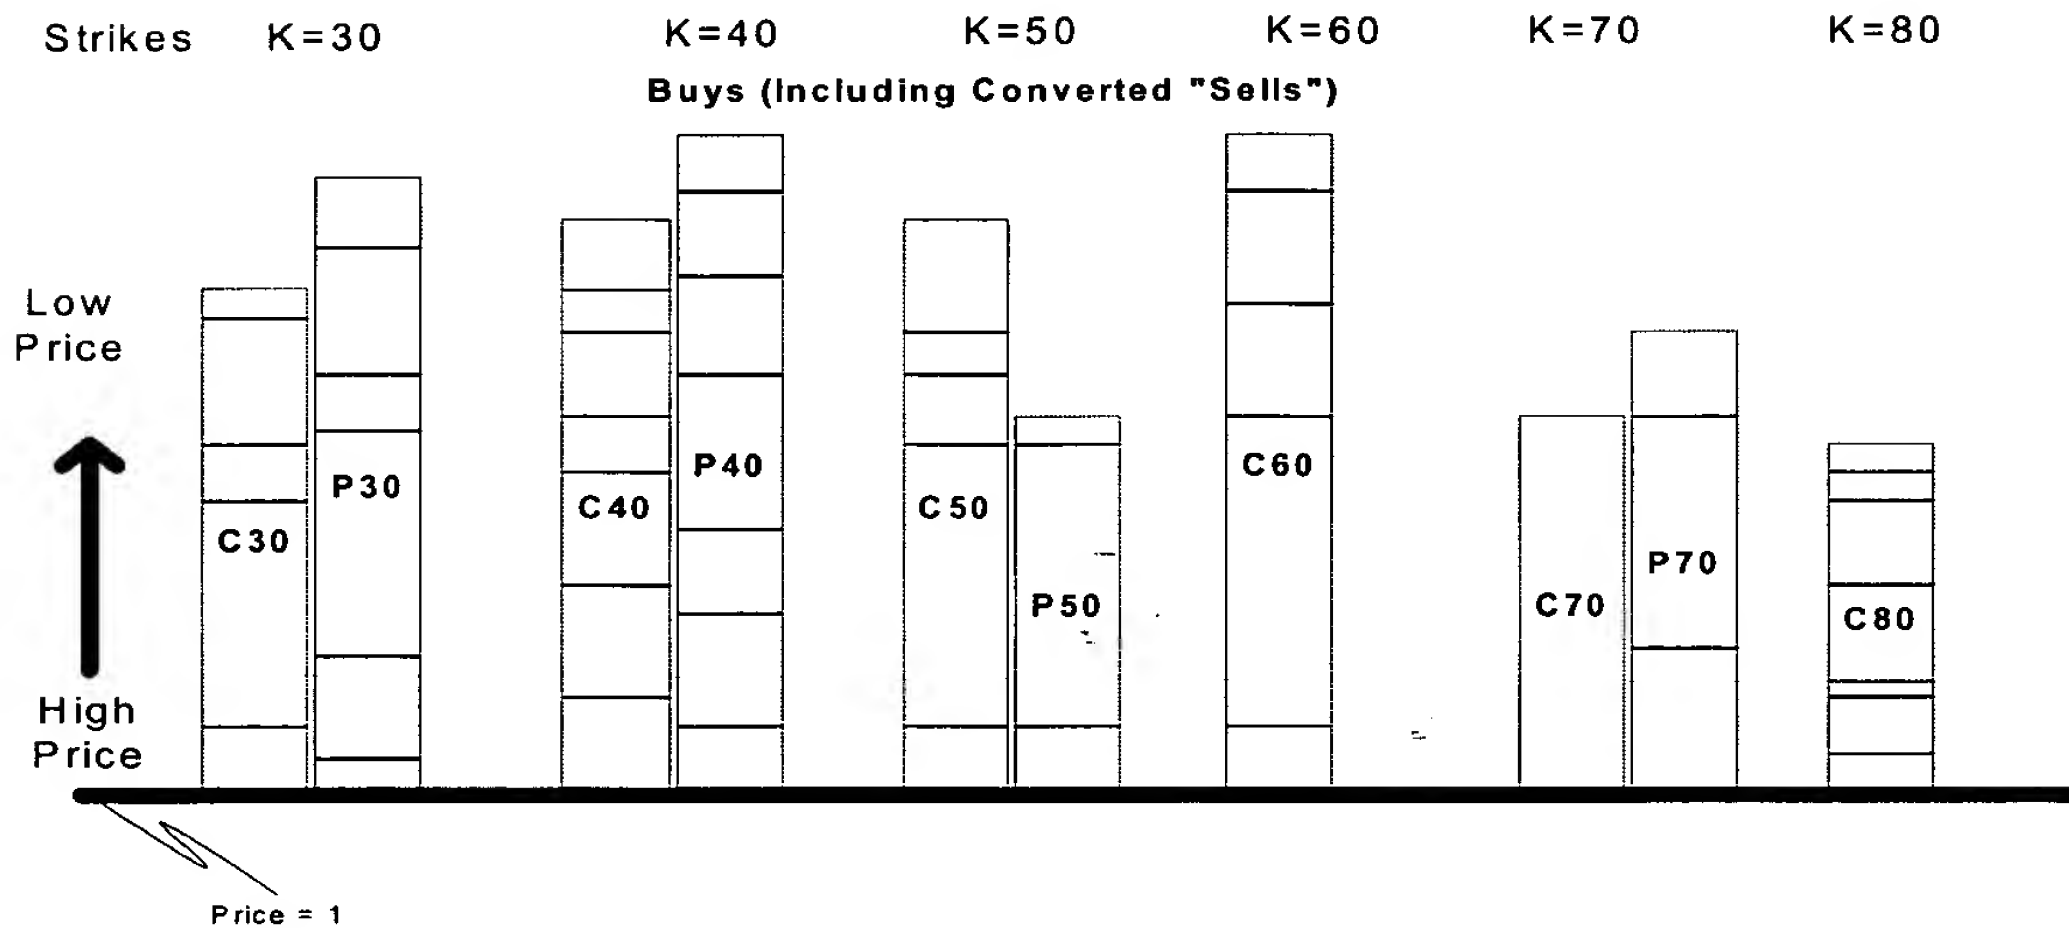 Strikes K=30 K=40 K=50 K=60 K=70 K=80
Buys (Including Converted "Sells")
Low
Price
P30
P40
C60
C30
C40
C50
P70
P50
C70
C80
High
Price
Price = 1